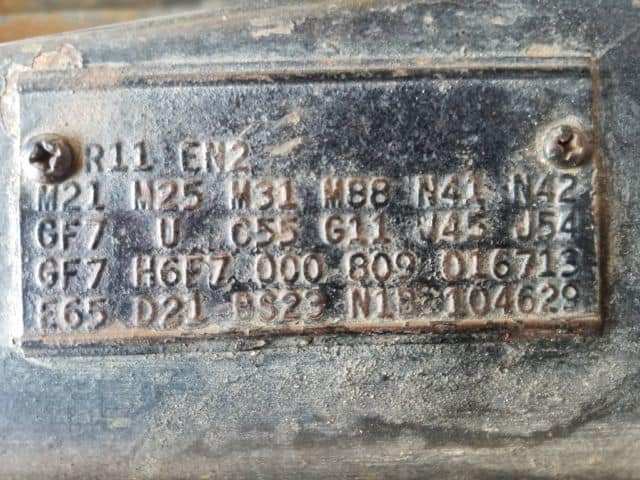 R11 EN2
M21 M25 M31 M88 N41 N42
GF7 U C55 G11 J45 J54
GF7 H6F7 000 809 016713
E65 D21 BS23 N1B 104629